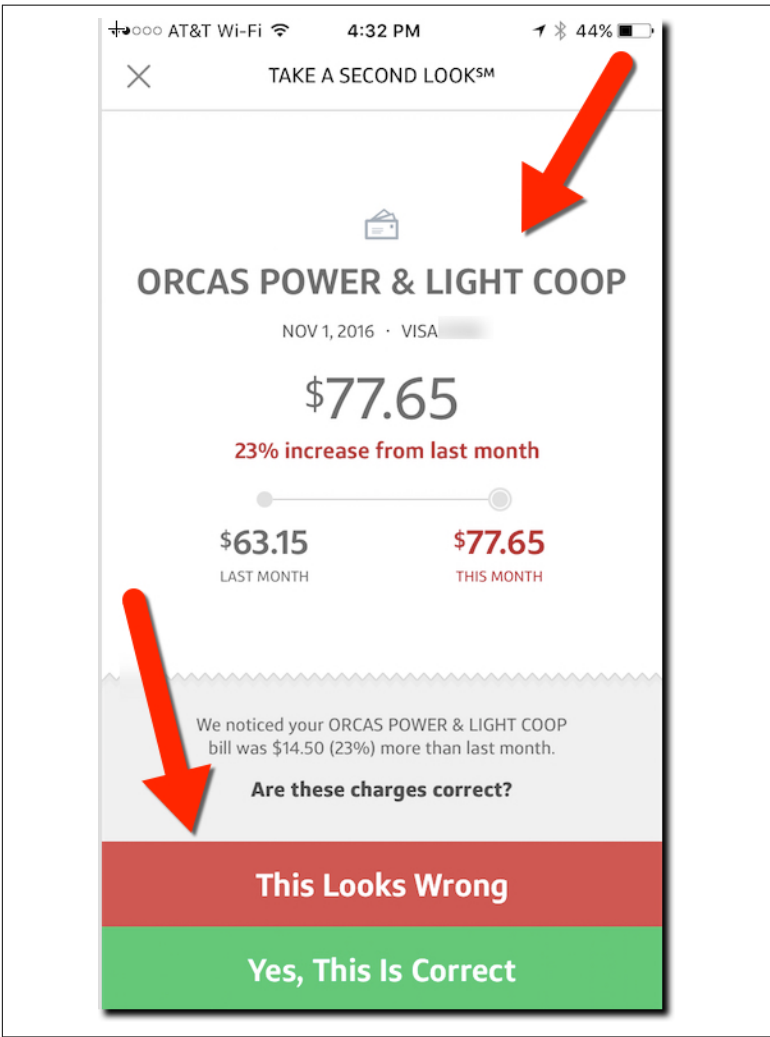 AT&T Wi-Fi 4:32 PM 44%
TAKE A SECOND LOOK℠
ORCAS POWER & LIGHT COOP
NOV 1, 2016 · VISA
$77.65
23% increase from last month
$63.15 $77.65
LAST MONTH THIS MONTH
We noticed your ORCAS POWER & LIGHT COOP
bill was $14.50 (23%) more than last month.
Are these charges correct?
This Looks Wrong
Yes, This Is Correct